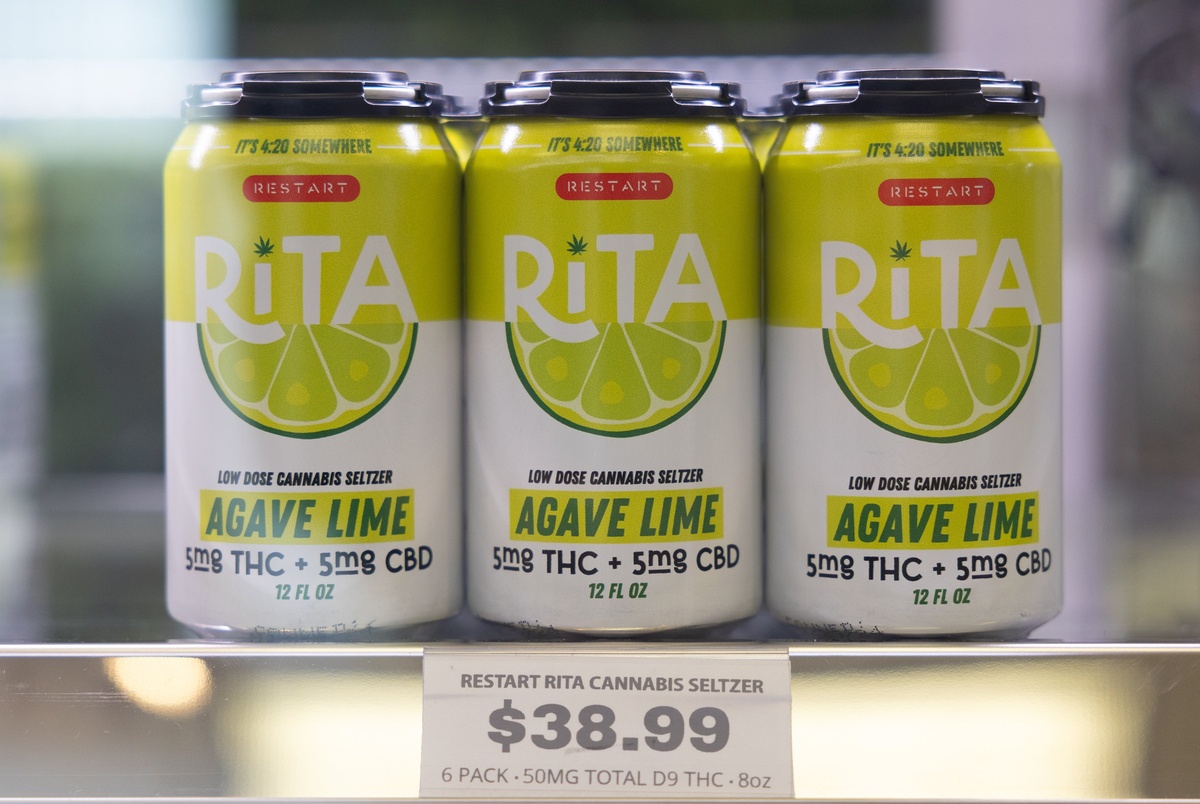 IT'S 4:20 SOMEWHERE
RESTART
RiTA
LOW DOSE CANNABIS SELTZER
AGAVE LIME
5mg THC + 5mg CBD
12 FL OZ
IT'S 4:20 SOMEWHERE
RESTART
RiTA
LOW DOSE CANNABIS SELTZER
AGAVE LIME
5mg THC + 5mg CBD
12 FL OZ
IT'S 4:20 SOMEWHERE
RESTART
RiTA
LOW DOSE CANNABIS SELTZER
AGAVE LIME
5mg THC + 5mg CBD
12 FL OZ
RESTART RITA CANNABIS SELTZER
$38.99
6 PACK · 50MG TOTAL D9 THC · 8oz